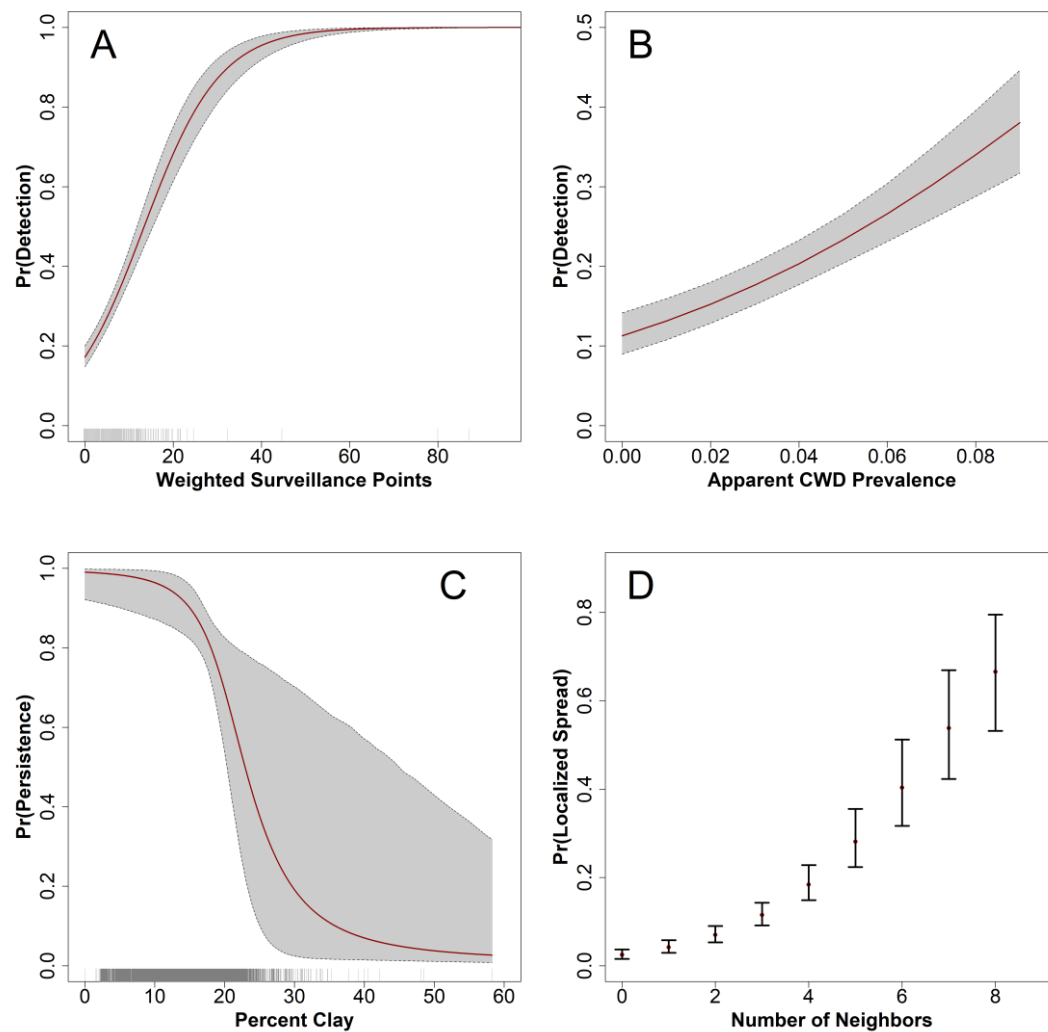 A
Pr(Detection)
1.0
0.8
0.6
0.4
0.2
0.0
0 20 40 60 80
Weighted Surveillance Points
B
Pr(Detection)
0.5
0.4
0.3
0.2
0.1
0.0
0.00 0.02 0.04 0.06 0.08
Apparent CWD Prevalence
C
Pr(Persistence)
1.0
0.8
0.6
0.4
0.2
0.0
0 10 20 30 40 50 60
Percent Clay
D
Pr(Localized Spread)
0.8
0.6
0.4
0.2
0.0
0 2 4 6 8
Number of Neighbors